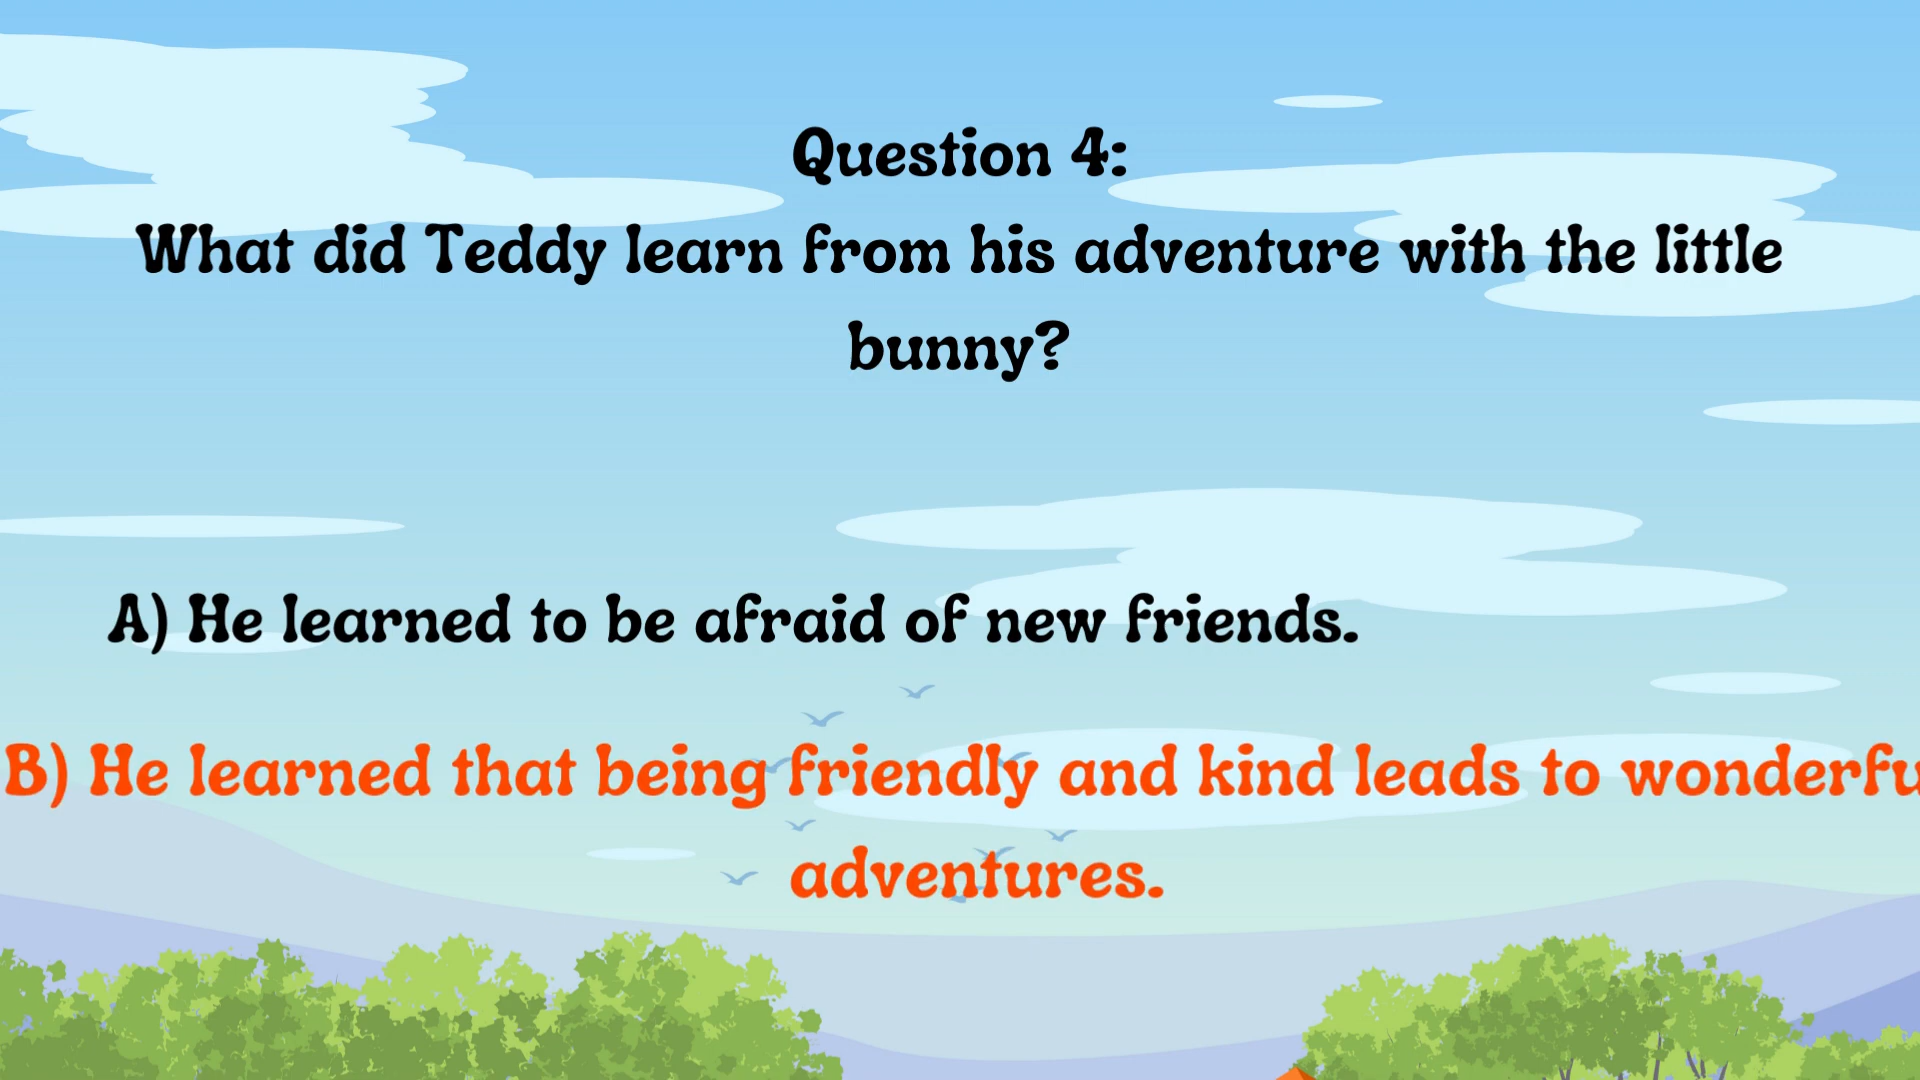 Question 4:
What did Teddy learn from his adventure with the little
bunny?
A) He learned to be afraid of new friends.
B) He learned that being friendly and kind leads to wonderfu
adventures.